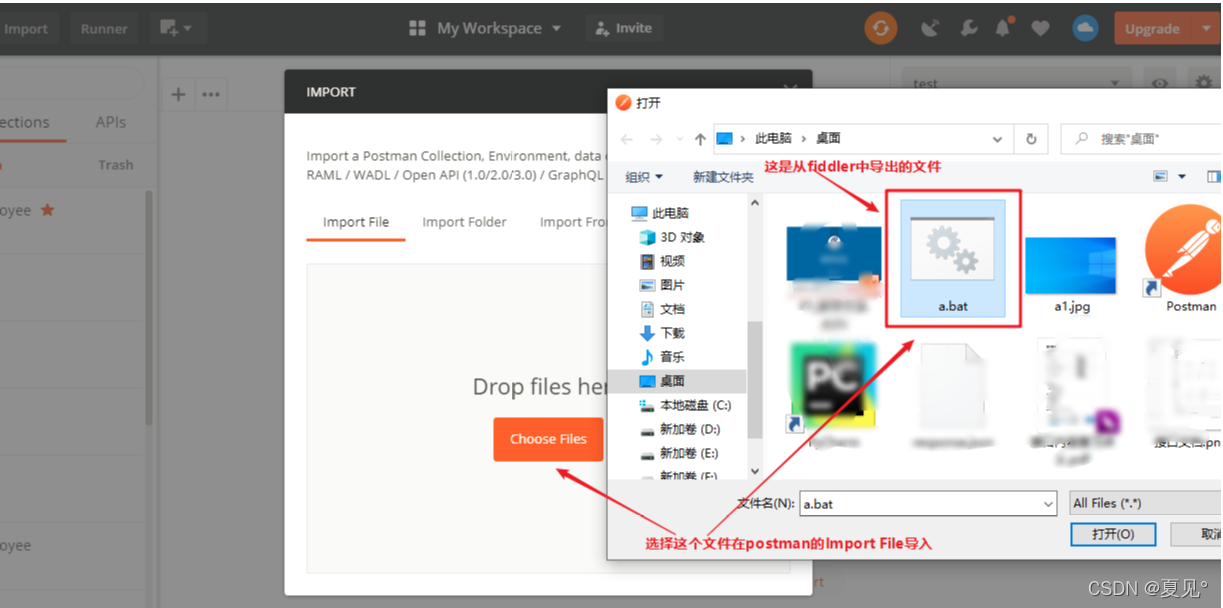 Import
Runner
My Workspace
Invite
Upgrade
test
ections
APIs
Trash
oyee
oyee
IMPORT
Import a Postman Collection, Environment, data
RAML / WADL / Open API (1.0/2.0/3.0) / GraphQL
Import File
Import Folder
Import Fro
Drop files her
Choose Files
rt
打开
此电脑
桌面
搜索"桌面"
组织
新建文件夹
这是从fiddler中导出的文件
此电脑
3D 对象
视频
图片
文档
下载
音乐
桌面
本地磁盘 (C:)
新加卷 (D:)
新加卷 (E:)
新加卷 (F:)
a.bat
a1.jpg
Postman
PC
文件名(N):
a.bat
All Files (*.*)
打开(O)
取消
选择这个文件在postman的Import File导入
CSDN @夏见°